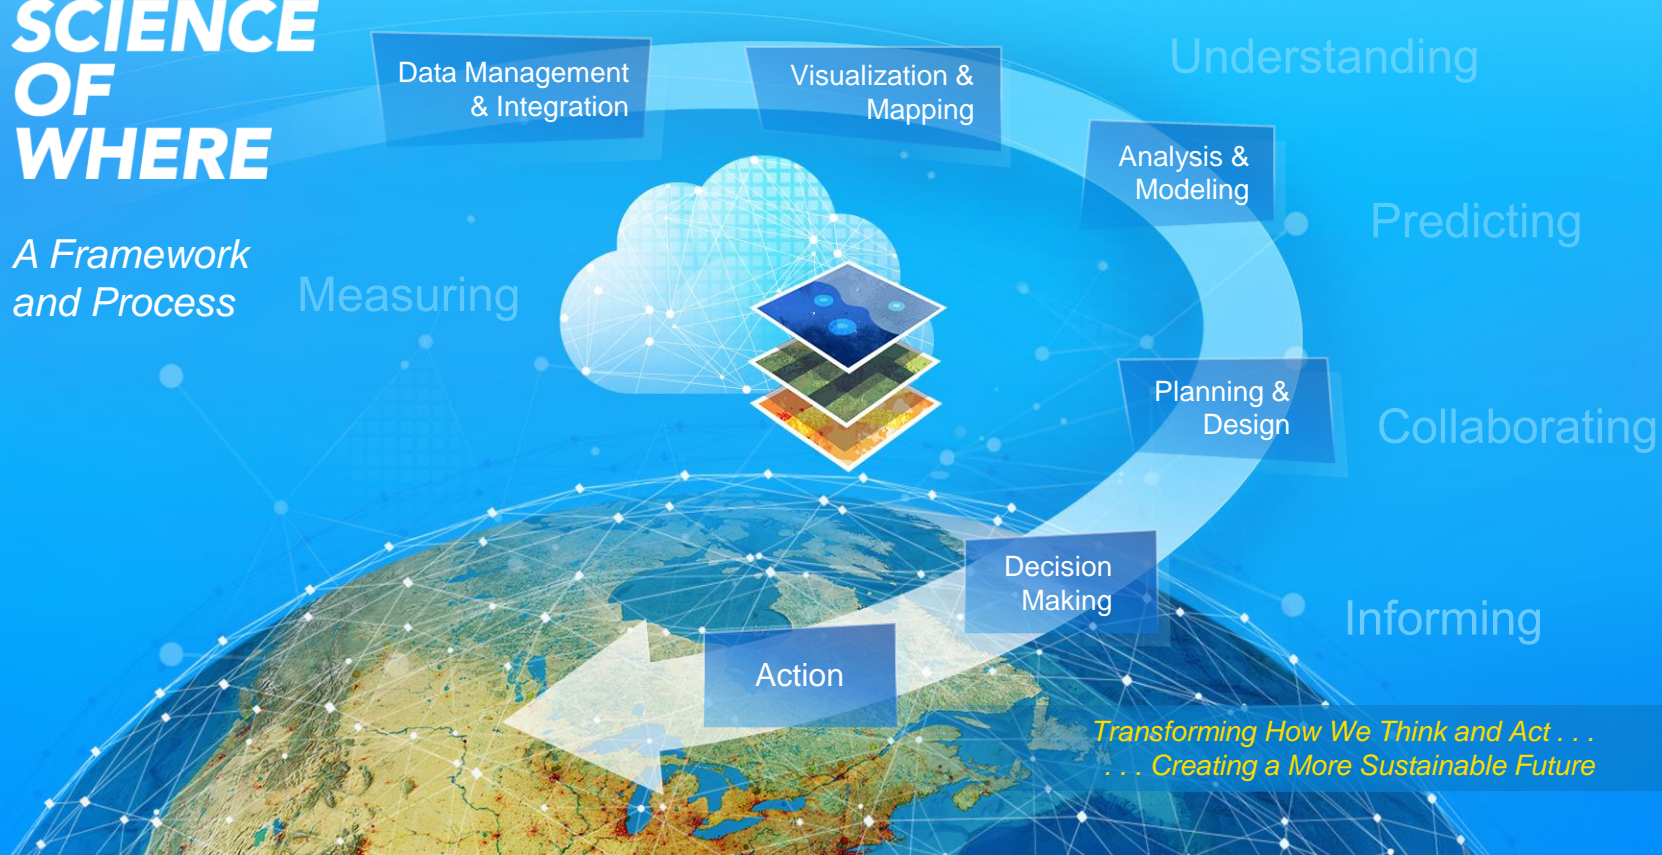 SCIENCE
OF
WHERE
A Framework
and Process
Measuring
Data Management
& Integration
Visualization &
Mapping
Understanding
Analysis &
Modeling
Predicting
Planning &
Design
Collaborating
Decision
Making
Informing
Action
Transforming How We Think and Act . . .
. . . Creating a More Sustainable Future